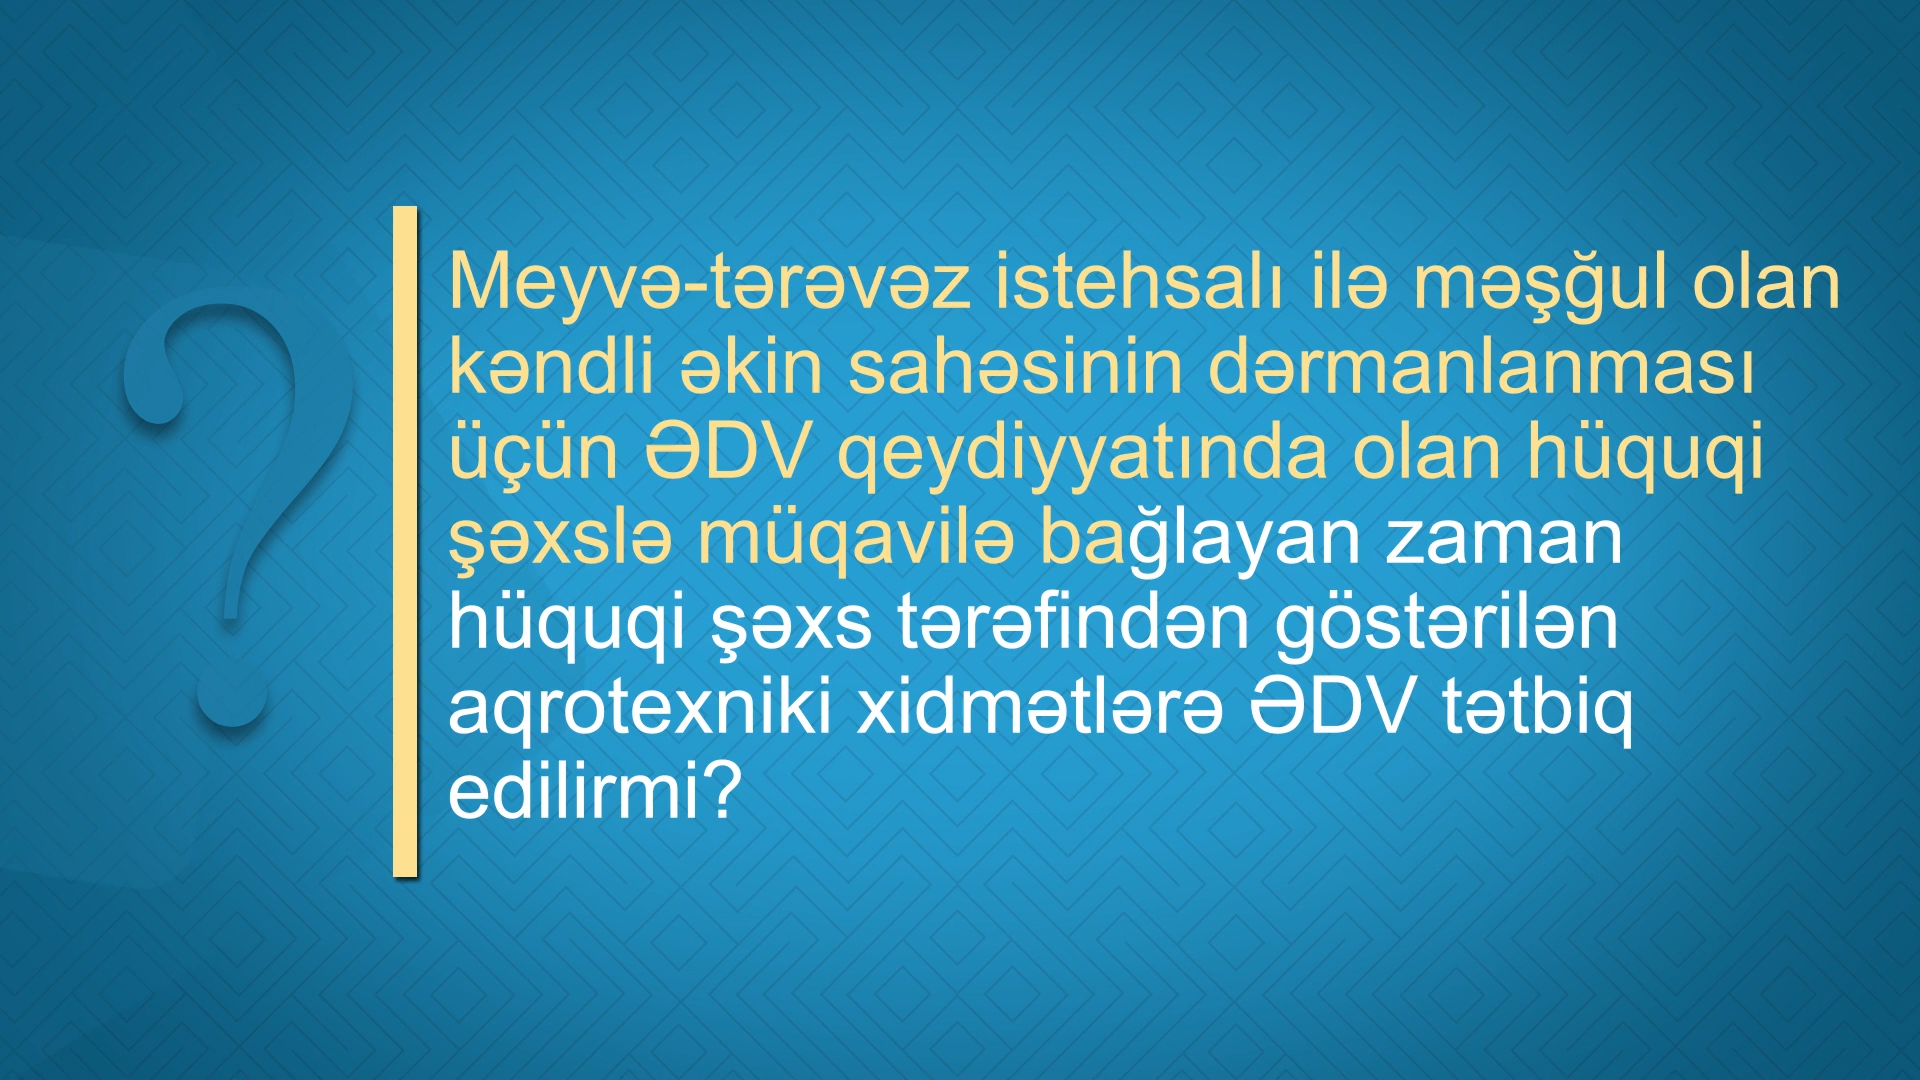 Meyvə-tərəvəz istehsalı ilə məşğul olan
kəndli əkin sahəsinin dərmanlanması
üçün ƏDV qeydiyyatında olan hüquqi
şəxslə müqavilə bağlayan zaman
hüquqi şəxs tərəfindən göstərilən
aqrotexniki xidmətlərə ƏDV tətbiq
edilirmi?